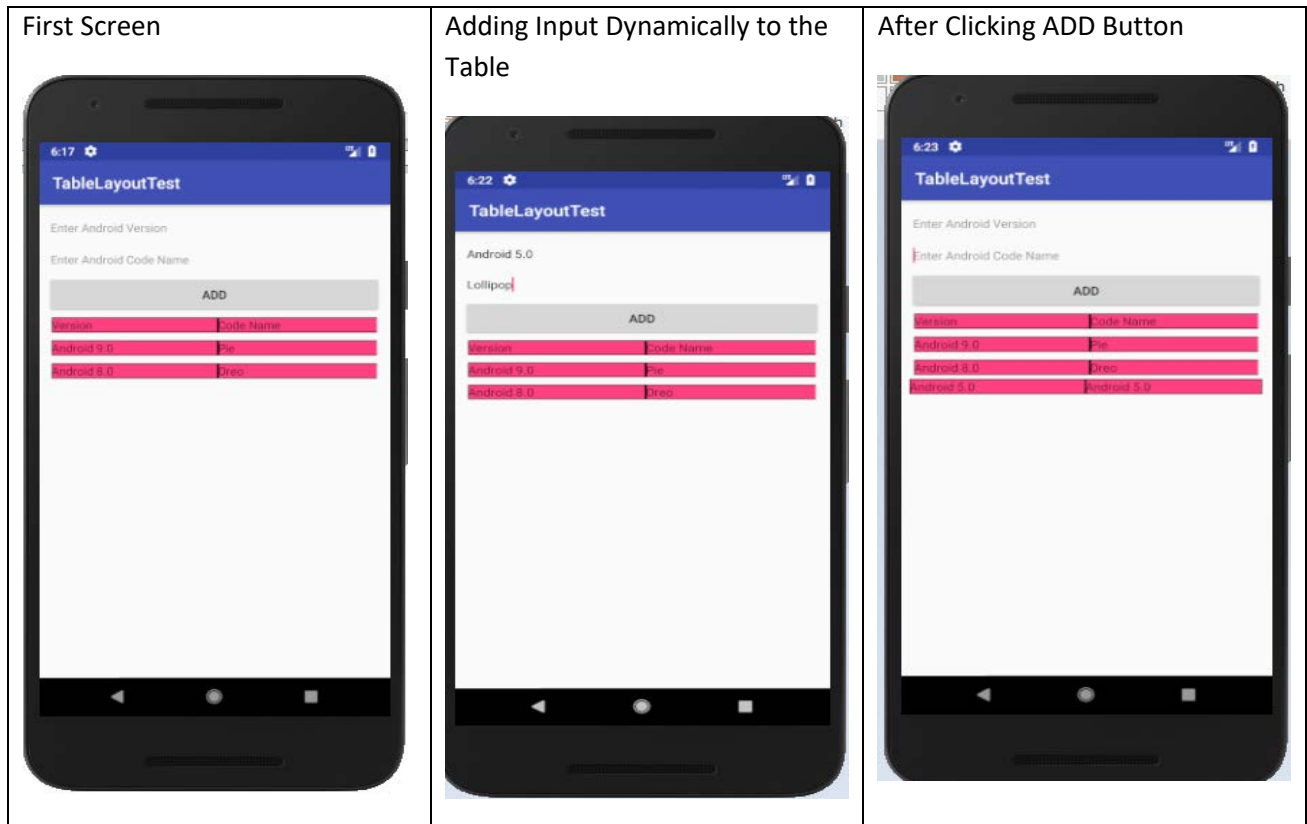 First Screen
6:17
TableLayoutTest
Enter Android Version
Enter Android Code Name
ADD
Version Code Name
Android 9.0 Pie
Android 8.0 Oreo
Adding Input Dynamically to the
Table
6:22
TableLayoutTest
Android 5.0
Lollipop
ADD
Version Code Name
Android 9.0 Pie
Android 8.0 Oreo
After Clicking ADD Button
6:23
TableLayoutTest
Enter Android Version
Enter Android Code Name
ADD
Version Code Name
Android 9.0 Pie
Android 8.0 Oreo
Android 5.0 Android 5.0